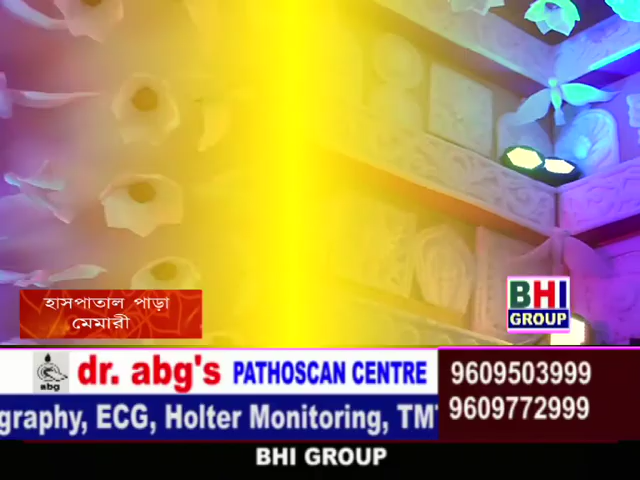 হাসপাতাল পাড়া
মেমারী
BHI
GROUP
abg
dr. abg's PATHOSCAN CENTRE
9609503999
graphy, ECG, Holter Monitoring, TMT
9609772999
BHI GROUP